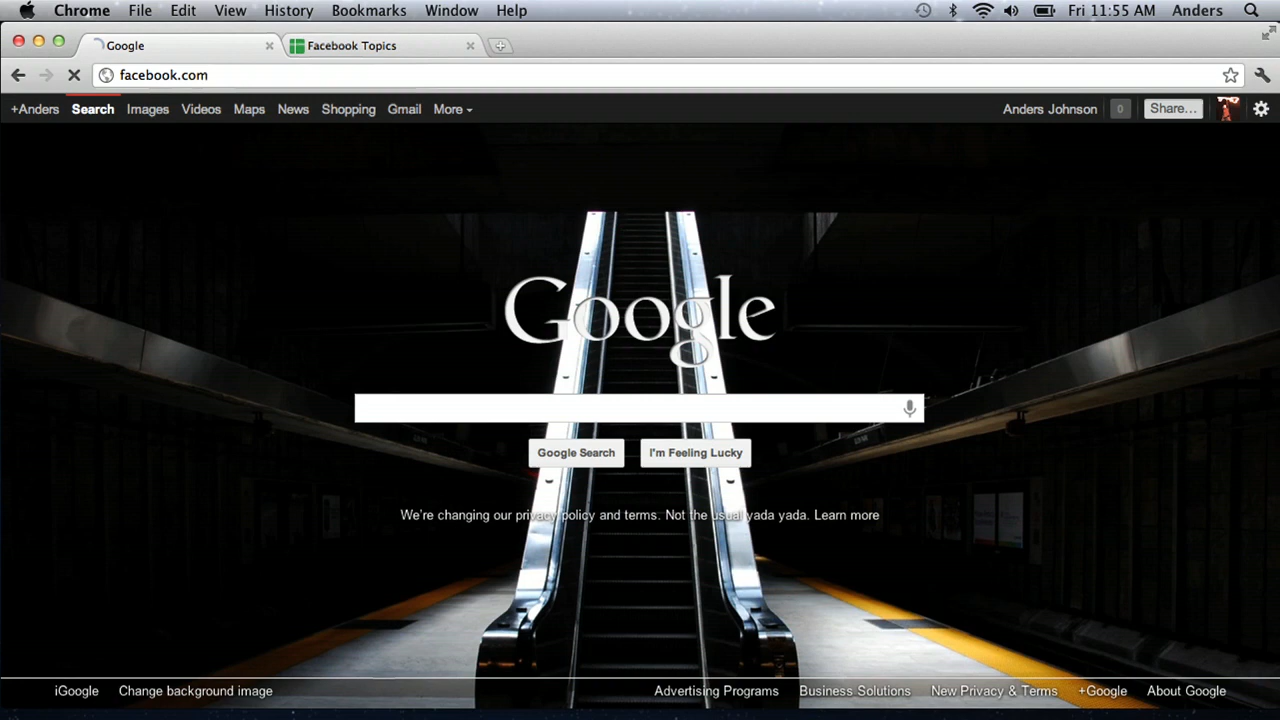 Chrome File Edit View History Bookmarks Window Help Fri 11:55 AM Anders
Google Facebook Topics
facebook.com
+Anders Search Images Videos Maps News Shopping Gmail More Anders Johnson 0 Share...
Google
Google Search I'm Feeling Lucky
We're changing our privacy policy and terms. Not the usual yada yada. Learn more
iGoogle Change background image Advertising Programs Business Solutions New Privacy & Terms +Google About Google